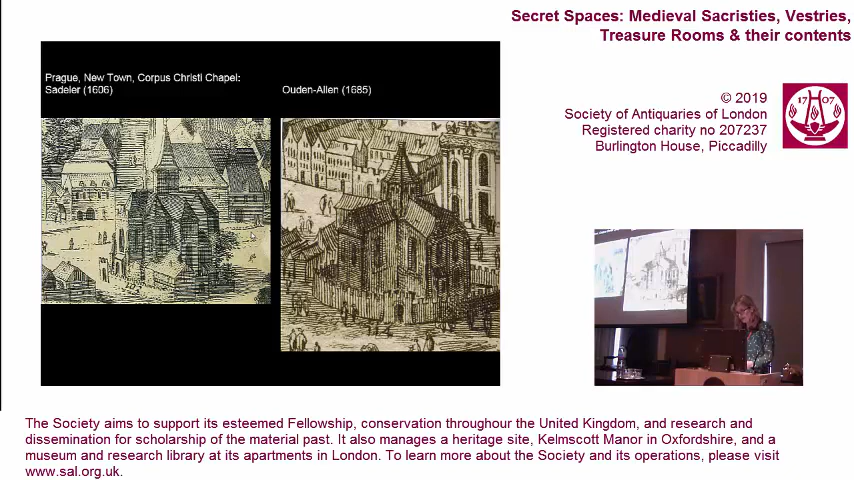 Secret Spaces: Medieval Sacristies, Vestries,
Treasure Rooms & their contents
Prague, New Town, Corpus Christi Chapel:
Sadeler (1606)
Ouden-Allen (1685)
© 2019
Society of Antiquaries of London
Registered charity no 207237
Burlington House, Piccadilly
1707
The Society aims to support its esteemed Fellowship, conservation throughour the United Kingdom, and research and
dissemination for scholarship of the material past. It also manages a heritage site, Kelmscott Manor in Oxfordshire, and a
museum and research library at its apartments in London. To learn more about the Society and its operations, please visit
www.sal.org.uk.